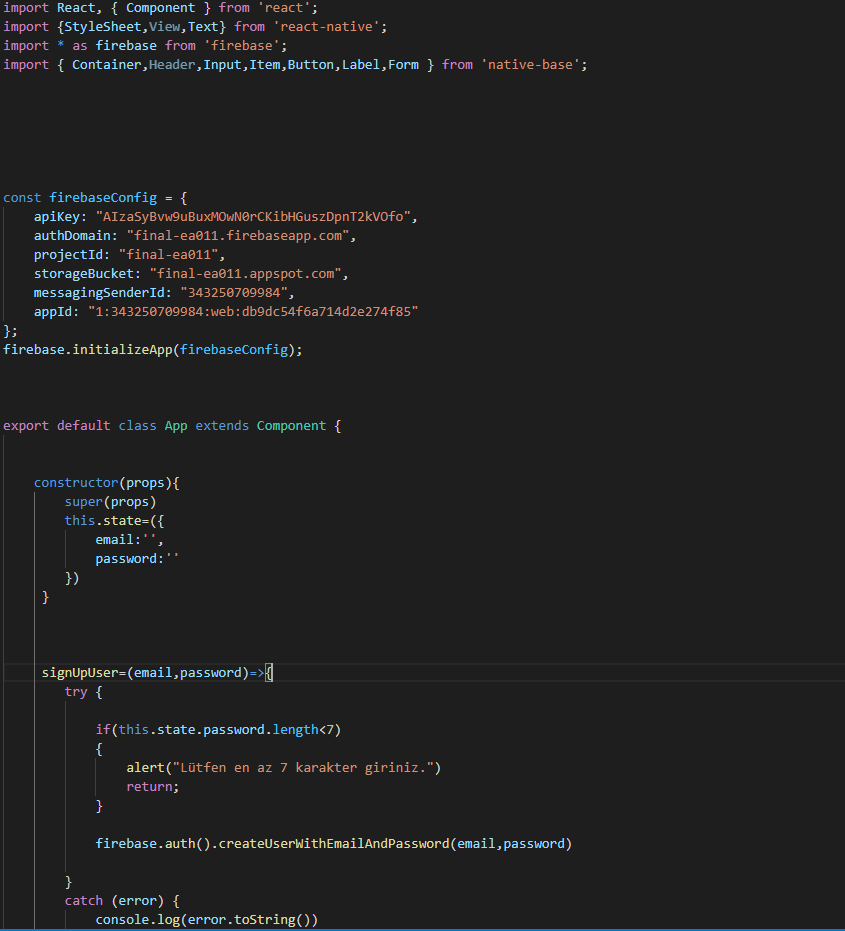 import React, { Component } from 'react';
import {StyleSheet,View,Text} from 'react-native';
import * as firebase from 'firebase';
import { Container,Header,Input,Item,Button,Label,Form } from 'native-base';
const firebaseConfig = {
apiKey: "AIzaSyBvw9uBuxMOwN0rCKibHGuszDpnT2kVOfo",
authDomain: "final-ea011.firebaseapp.com",
projectId: "final-ea011",
storageBucket: "final-ea011.appspot.com",
messagingSenderId: "343250709984",
appId: "1:343250709984:web:db9dc54f6a714d2e274f85"
};
firebase.initializeApp(firebaseConfig);
export default class App extends Component {
constructor(props){
super(props)
this.state=({
email:'',
password:''
})
}
signUpUser=(email,password)=>{
try {
if(this.state.password.length<7)
{
alert("Lütfen en az 7 karakter giriniz.")
return;
}
firebase.auth().createUserWithEmailAndPassword(email,password)
}
catch (error) {
console.log(error.toString())